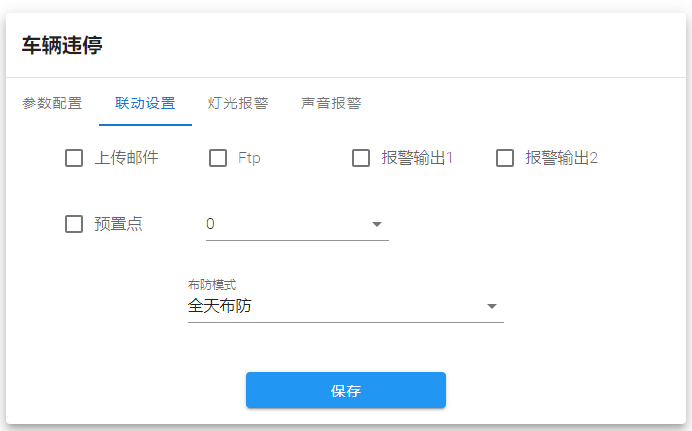 车辆违停
参数配置 联动设置 灯光报警 声音报警
上传邮件 Ftp 报警输出1 报警输出2
预置点 0
布防模式
全天布防
保存